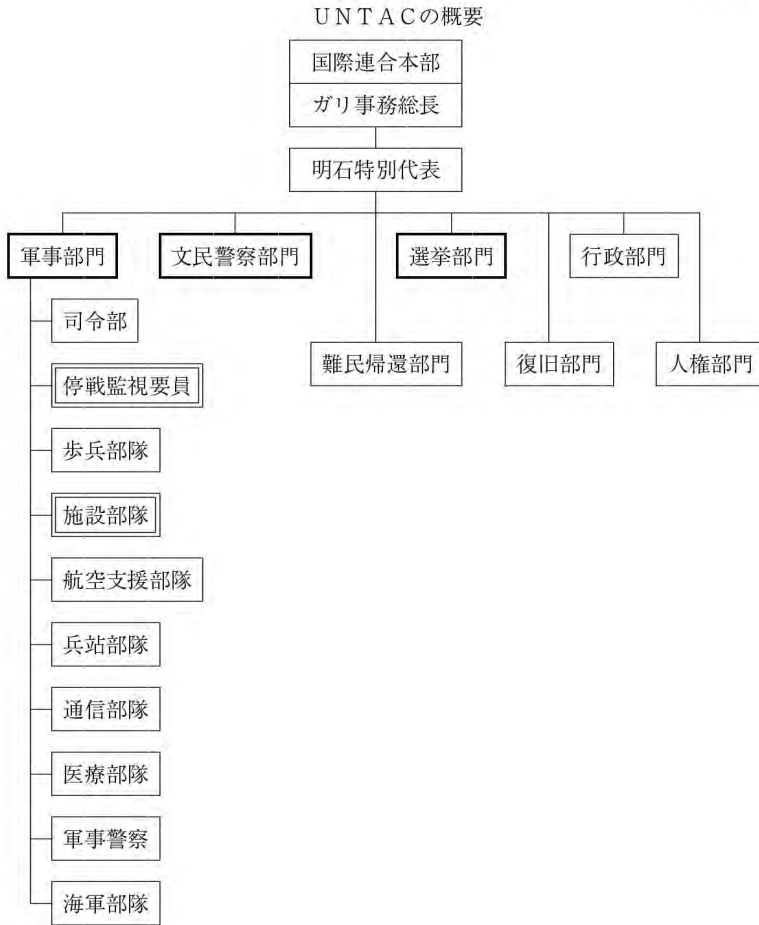 UNTACの概要
国際連合本部
ガリ事務総長
明石特別代表
軍事部門
文民警察部門
選挙部門
行政部門
難民帰還部門
復旧部門
人権部門
司令部
停戦監視要員
歩兵部隊
施設部隊
航空支援部隊
兵站部隊
通信部隊
医療部隊
軍事警察
海軍部隊